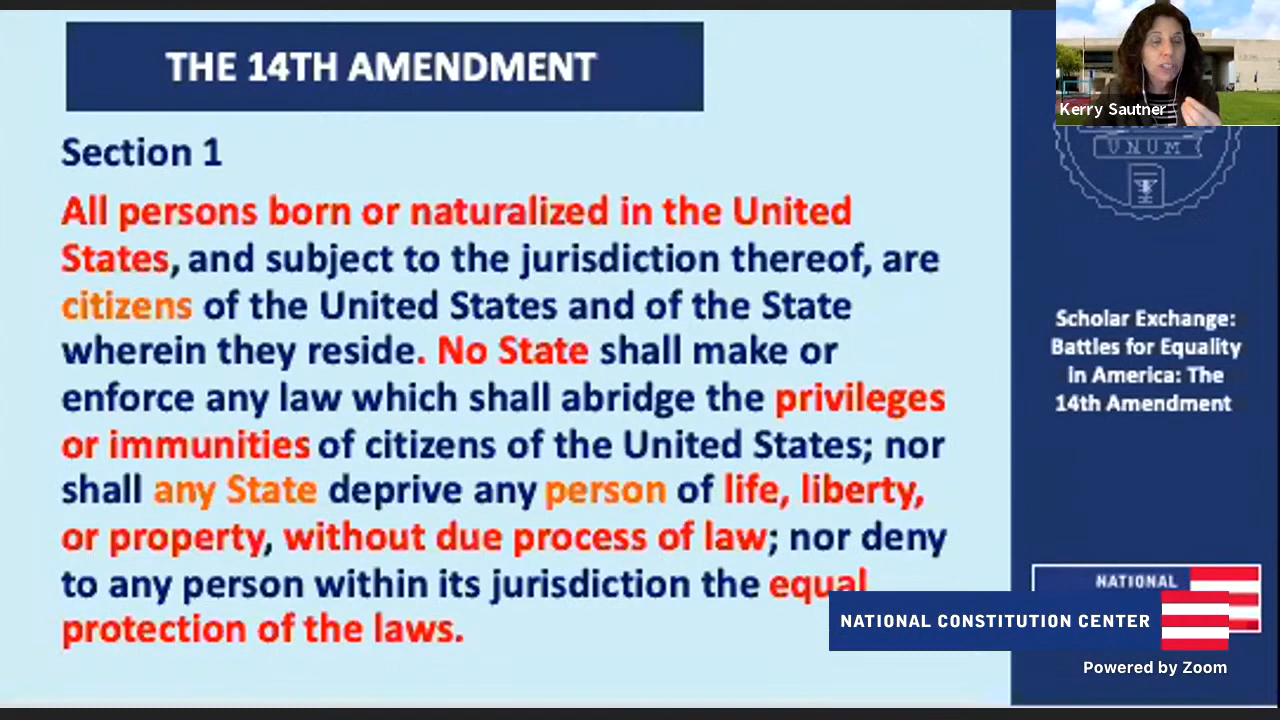 THE 14TH AMENDMENT
Section 1
All persons born or naturalized in the United
States, and subject to the jurisdiction thereof, are
citizens of the United States and of the State
wherein they reside. No State shall make or
enforce any law which shall abridge the privileges
or immunities of citizens of the United States; nor
shall any State deprive any person of life, liberty,
or property, without due process of law; nor deny
to any person within its jurisdiction the equal
protection of the laws.
Kerry Sautner
UNUM
Scholar Exchange:
Battles for Equality
in America: The
14th Amendment
NATIONAL
NATIONAL CONSTITUTION CENTER
Powered by Zoom